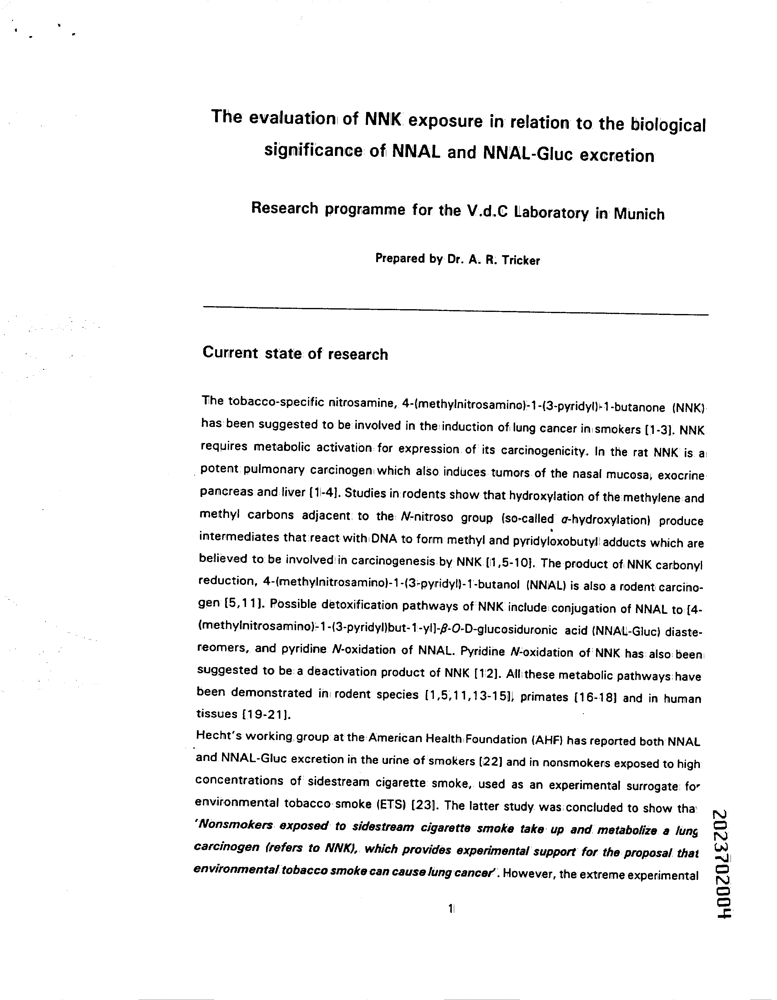 The evaluation of NNK exposure in relation to the biological
significance of NNAL and NNAL-Gluc excretion
Research programme for the V.d.C Laboratory in Munich
Prepared by Dr. A. R. Tricker
Current state of research
The tobacco-specific nitrosamine, 4-(methylnitrosamino)-1-(3-pyridyl)-1-butanone (NNK)
has been suggested to be involved in the induction of lung cancer in smokers [1-3]. NNK
requires metabolic activation for expression of its carcinogenicity. In the rat NNK is a
potent pulmonary carcinogen which also induces tumors of the nasal mucosa, exocrine
pancreas and liver [1-4]. Studies in rodents show that hydroxylation of the methylene and
methyl carbons adjacent to the N-nitroso group (so-called α-hydroxylation) produce
intermediates that react with DNA to form methyl and pyridyloxobutyl adducts which are
believed to be involved in carcinogenesis by NNK [1,5-10]. The product of NNK carbonyl
reduction, 4-(methylnitrosamino)-1-(3-pyridyl)-1-butanol (NNAL) is also a rodent carcino-
gen [5,11]. Possible detoxification pathways of NNK include conjugation of NNAL to [4-
(methylnitrosamino)-1-(3-pyridyl)but-1-yl]-β-O-D-glucosiduronic acid (NNAL-Gluc) diaste-
reomers, and pyridine N-oxidation of NNAL. Pyridine N-oxidation of NNK has also been
suggested to be a deactivation product of NNK [12]. All these metabolic pathways have
been demonstrated in rodent species [1,5,11,13-15], primates [16-18] and in human
tissues [19-21].
Hecht's working group at the American Health Foundation (AHF) has reported both NNAL
and NNAL-Gluc excretion in the urine of smokers [22] and in nonsmokers exposed to high
concentrations of sidestream cigarette smoke, used as an experimental surrogate for
environmental tobacco smoke (ETS) [23]. The latter study was concluded to show tha
'Nonsmokers exposed to sidestream cigarette smoke take up and metabolize a lung
carcinogen (refers to NNK), which provides experimental support for the proposal that
environmental tobacco smoke can cause lung cancer'. However, the extreme experimental
1
2023702004